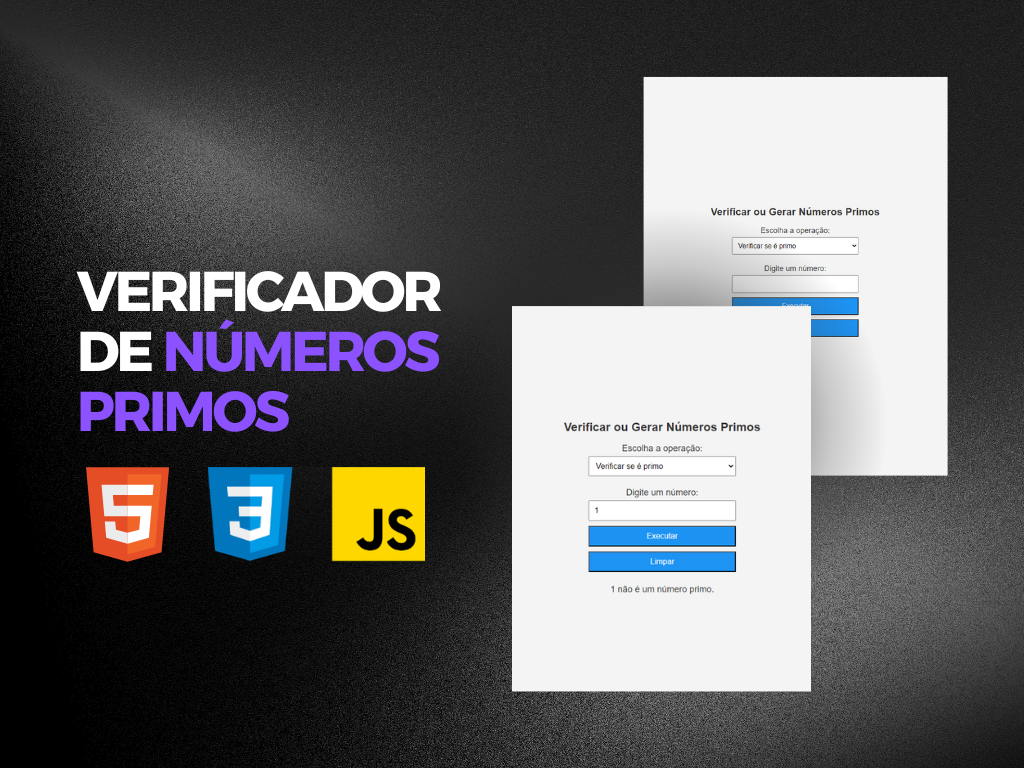 VERIFICADOR
DE NÚMEROS
PRIMOS
5
3
JS
Verificar ou Gerar Números Primos
Escolha a operação:
Verificar se é primo
Digite um número:
Executar
Verificar ou Gerar Números Primos
Escolha a operação:
Verificar se é primo
Digite um número:
1
Executar
Limpar
1 não é um número primo.